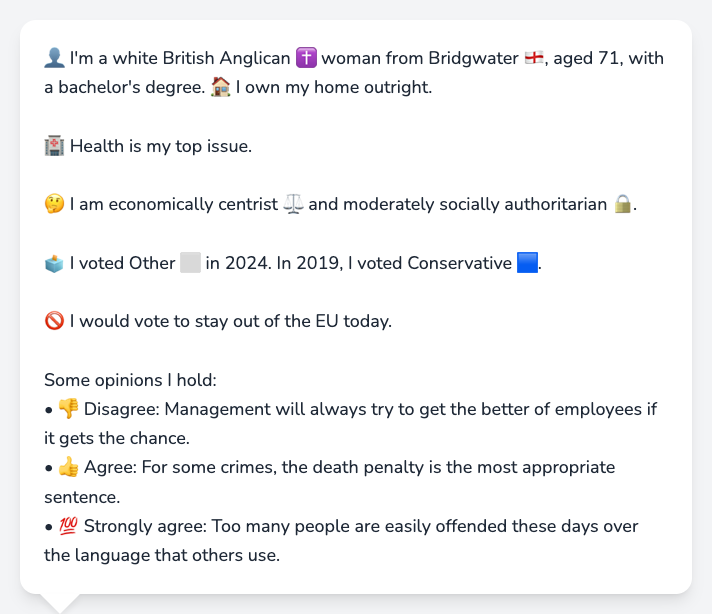 👤 I'm a white British Anglican ✝️ woman from Bridgwater 🏴󠁧󠁢󠁥󠁮󠁧󠁿, aged 71, with
a bachelor's degree. 🏠 I own my home outright.
🏥 Health is my top issue.
🤔 I am economically centrist ⚖️ and moderately socially authoritarian 🔒.
🗳️ I voted Other ⬜ in 2024. In 2019, I voted Conservative 🟦.
🚫 I would vote to stay out of the EU today.
Some opinions I hold:
• 👎 Disagree: Management will always try to get the better of employees if
it gets the chance.
• 👍 Agree: For some crimes, the death penalty is the most appropriate
sentence.
• 💯 Strongly agree: Too many people are easily offended these days over
the language that others use.